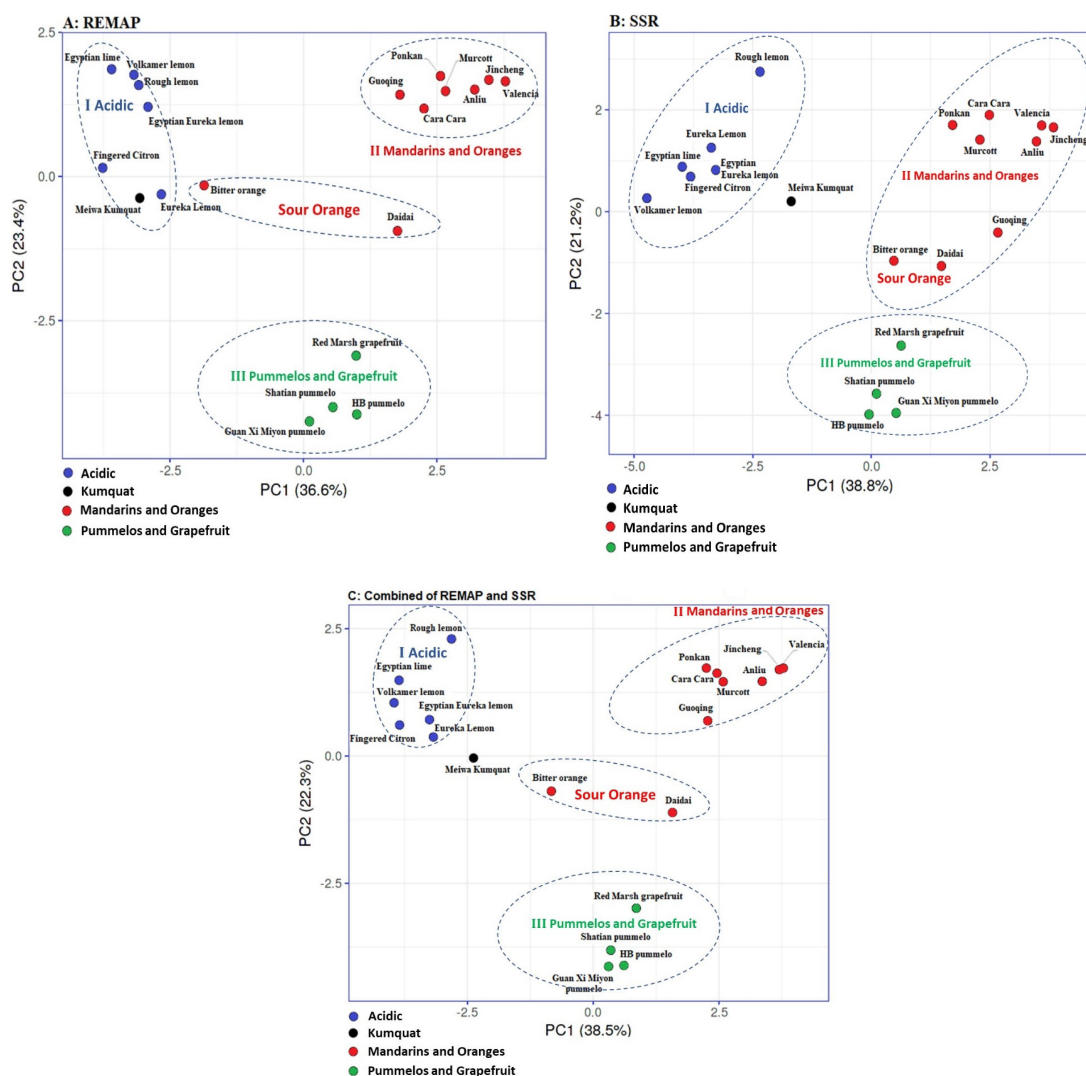 A: REMAP
2.5
0.0
-2.5
PC2 (23.4%)
Egyptian lime
Volkamer lemon
Rough lemon
I Acidic
Egyptian Eureka lemon
Fingered Citron
Meiwa Kumquat
Eureka Lemon
Ponkan
Murcott
Guoqing
Jincheng
Anliu
Valencia
Cara Cara
II Mandarins and Oranges
Bitter orange
Sour Orange
Daidai
Red Marsh grapefruit
III Pummelos and Grapefruit
Shatian pummelo
HB pummelo
Guan Xi Miyon pummelo
-2.5
0.0
2.5
PC1 (36.6%)
Acidic
Kumquat
Mandarins and Oranges
Pummelos and Grapefruit
B: SSR
2
0
-2
-4
PC2 (21.2%)
Rough lemon
I Acidic
Eureka Lemon
Egyptian lime
Egyptian
Eureka lemon
Fingered Citron
Volkamer lemon
Meiwa Kumquat
Cara Cara
Ponkan
Valencia
Murcott
Anliu
Jincheng
II Mandarins and Oranges
Guoqing
Bitter orange
Daidai
Sour Orange
Red Marsh grapefruit
III Pummelos and Grapefruit
Shatian pummelo
Guan Xi Miyon pummelo
HB pummelo
-5.0
-2.5
0.0
2.5
PC1 (38.8%)
Acidic
Kumquat
Mandarins and Oranges
Pummelos and Grapefruit
C: Combined of REMAP and SSR
2.5
0.0
-2.5
PC2 (22.3%)
Rough lemon
I Acidic
Egyptian lime
Volkamer lemon
Egyptian Eureka lemon
Eureka Lemon
Fingered Citron
Meiwa Kumquat
II Mandarins and Oranges
Jincheng
Valencia
Ponkan
Anliu
Cara Cara
Murcott
Guoqing
Bitter orange
Sour Orange
Daidai
Red Marsh grapefruit
III Pummelos and Grapefruit
Shatian pummelo
HB pummelo
Guan Xi Miyon
pummelo
-2.5
0.0
2.5
PC1 (38.5%)
Acidic
Kumquat
Mandarins and Oranges
Pummelos and Grapefruit